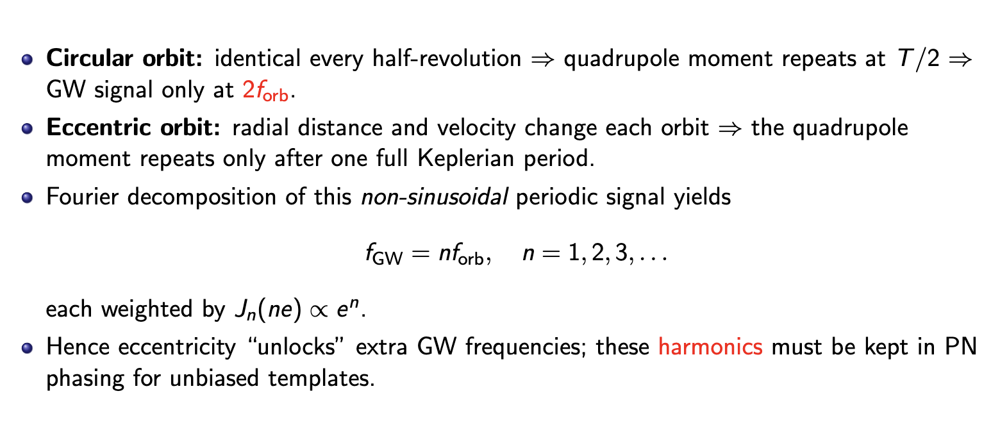 Circular orbit: identical every half-revolution ⇒ quadrupole moment repeats at T/2 ⇒
GW signal only at 2f_orb.
Eccentric orbit: radial distance and velocity change each orbit ⇒ the quadrupole
moment repeats only after one full Keplerian period.
Fourier decomposition of this non-sinusoidal periodic signal yields
f_GW = nf_orb, n = 1, 2, 3, . . .
each weighted by J_n(ne) ∝ e^n.
Hence eccentricity “unlocks” extra GW frequencies; these harmonics must be kept in PN
phasing for unbiased templates.